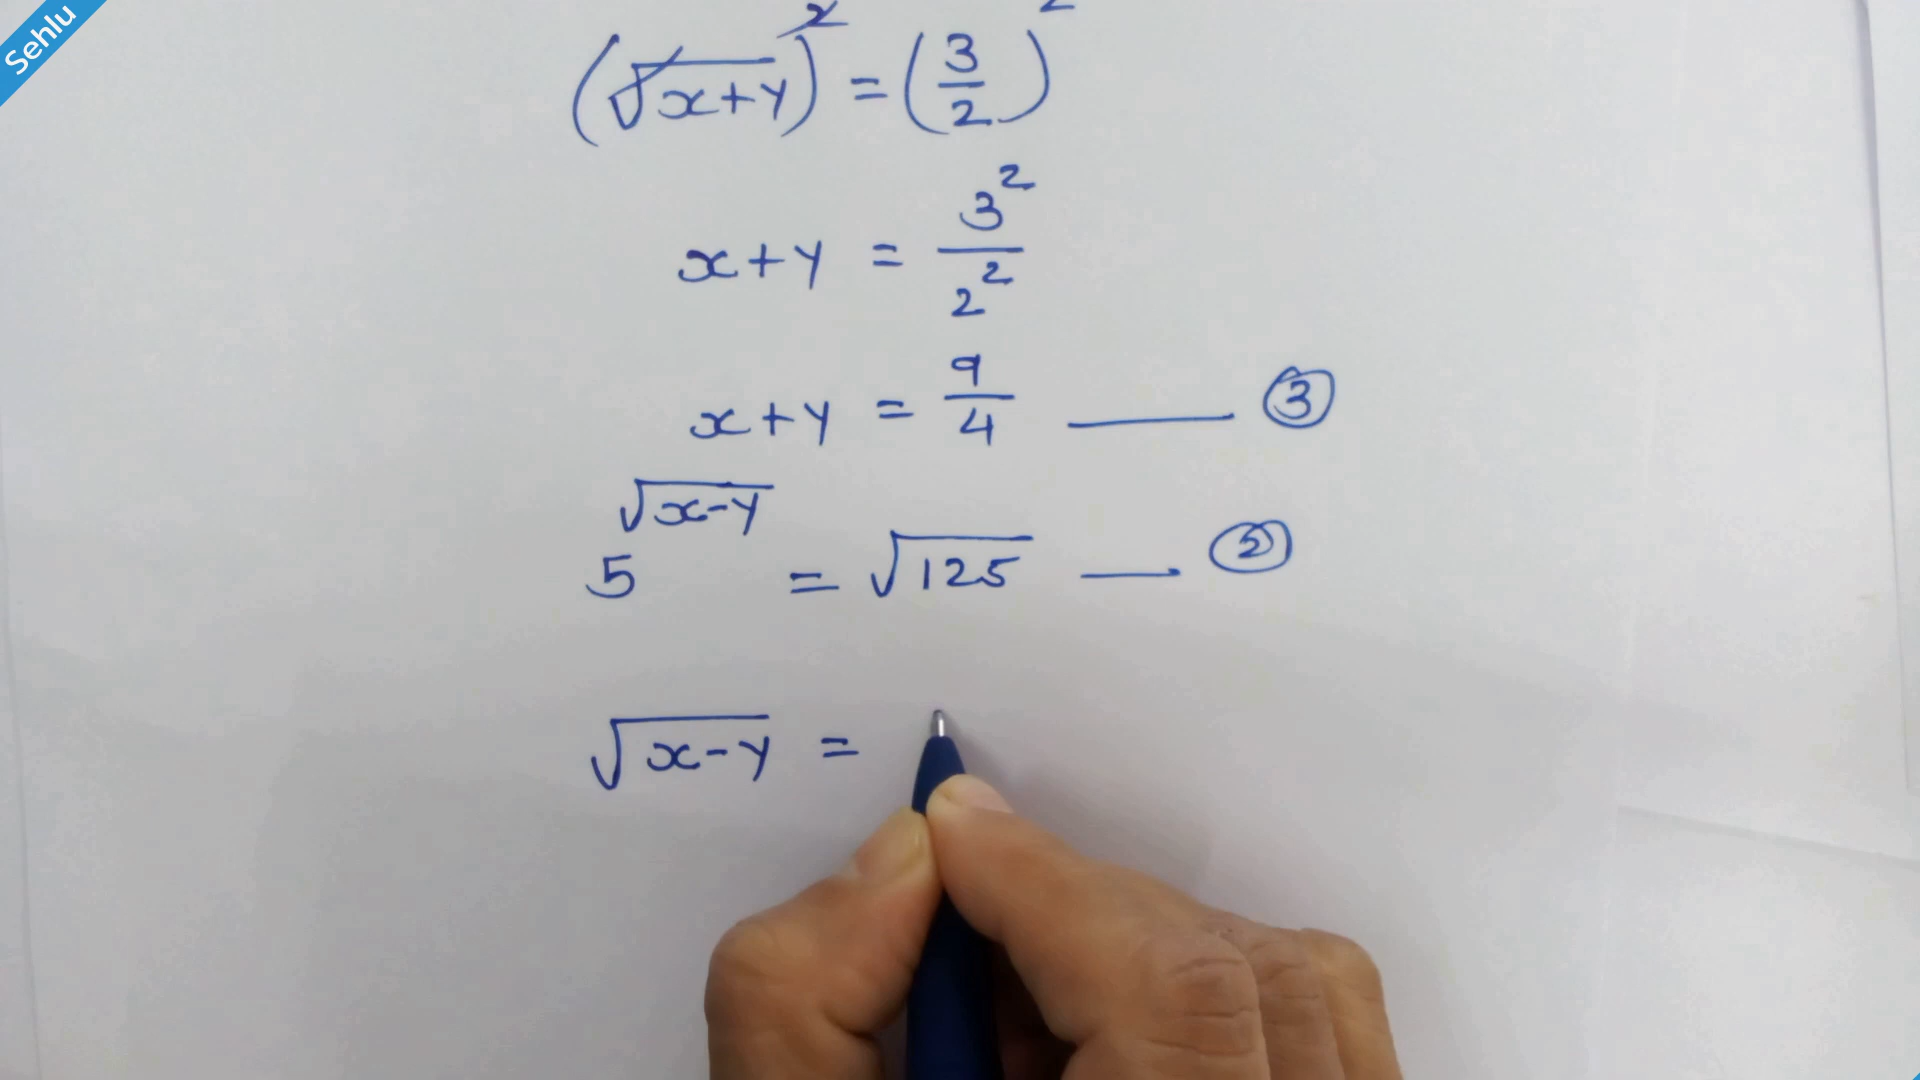 Sehlu
(√x+y)² = (3/2)²
x+y = 3²/2²
x+y = 9/4 —— ③
5^√x-y = √125 — ②
√x-y =